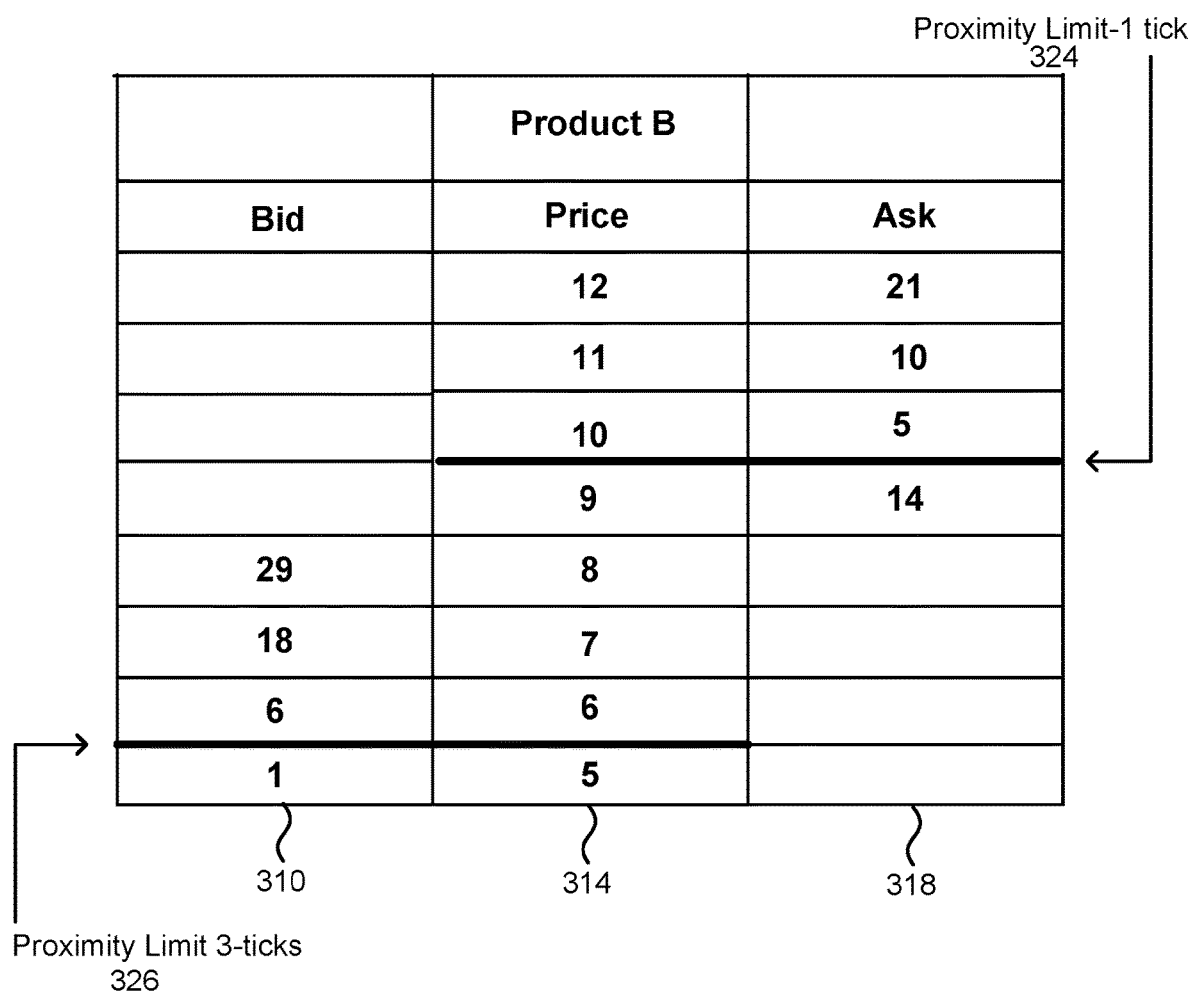 Proximity Limit-1 tick
324
Product B
Bid Price Ask
12 21
11 10
10 5
9 14
29 8
18 7
6 6
1 5
310 314 318
Proximity Limit 3-ticks
326